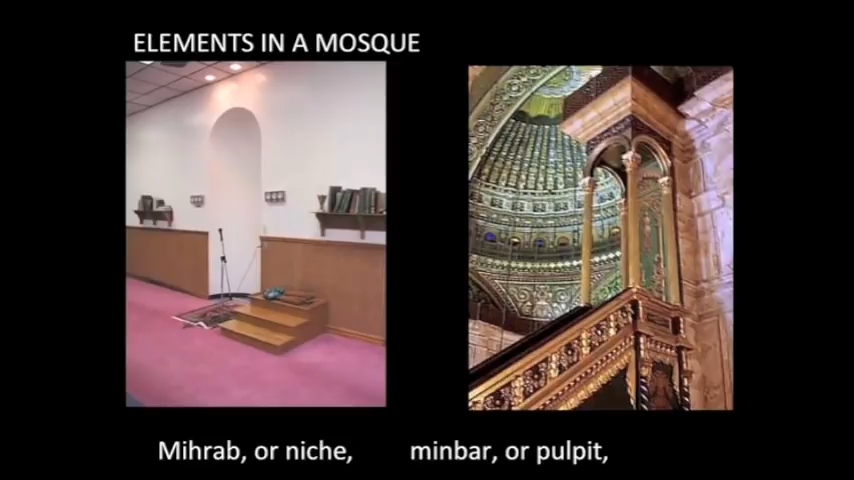 ELEMENTS IN A MOSQUE
Mihrab, or niche, minbar, or pulpit,